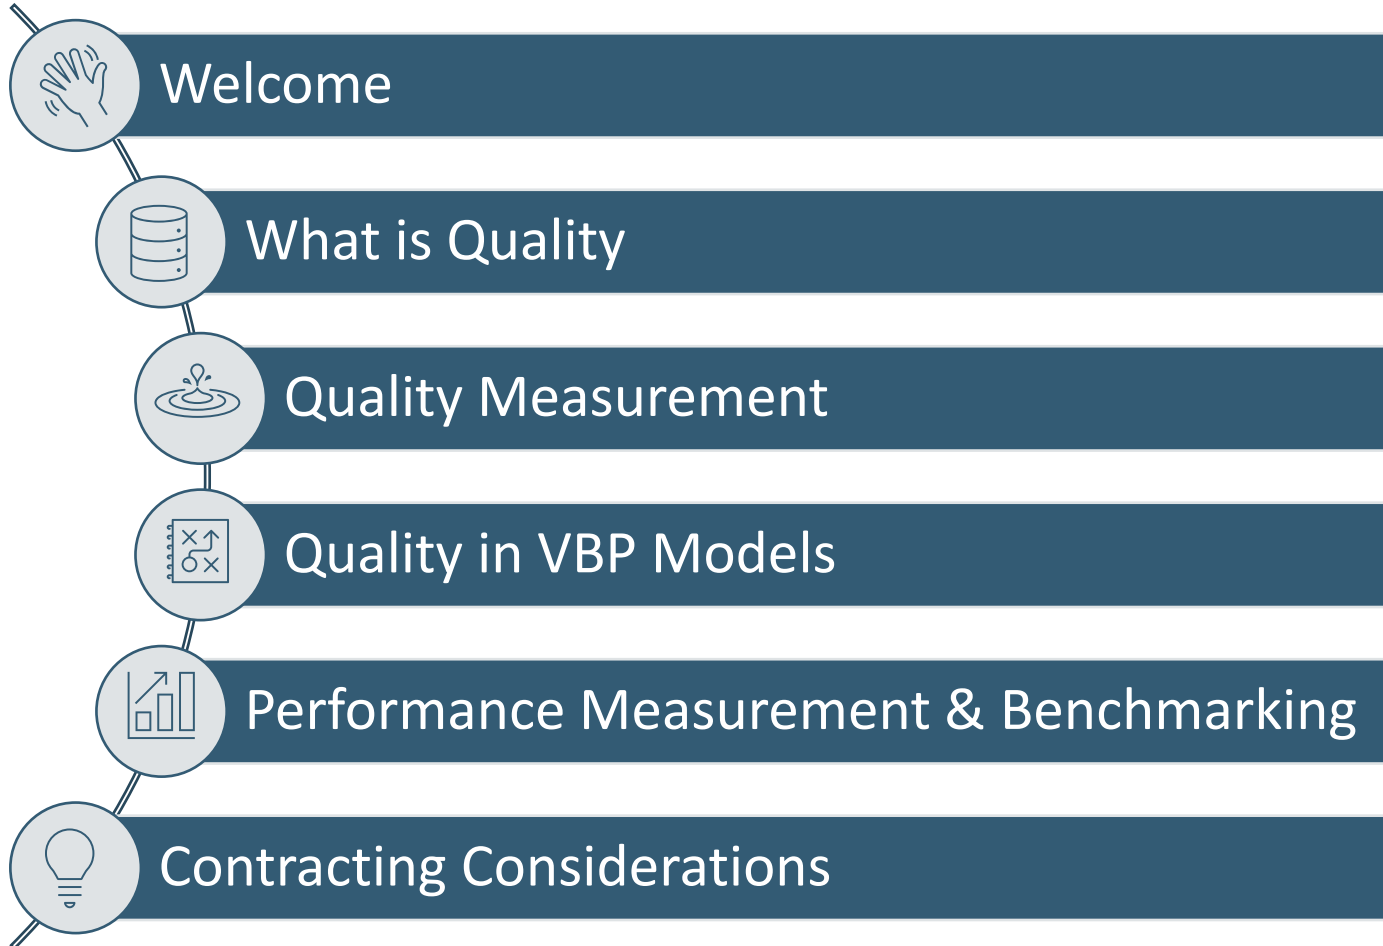 Welcome
What is Quality
Quality Measurement
Quality in VBP Models
Performance Measurement & Benchmarking
Contracting Considerations